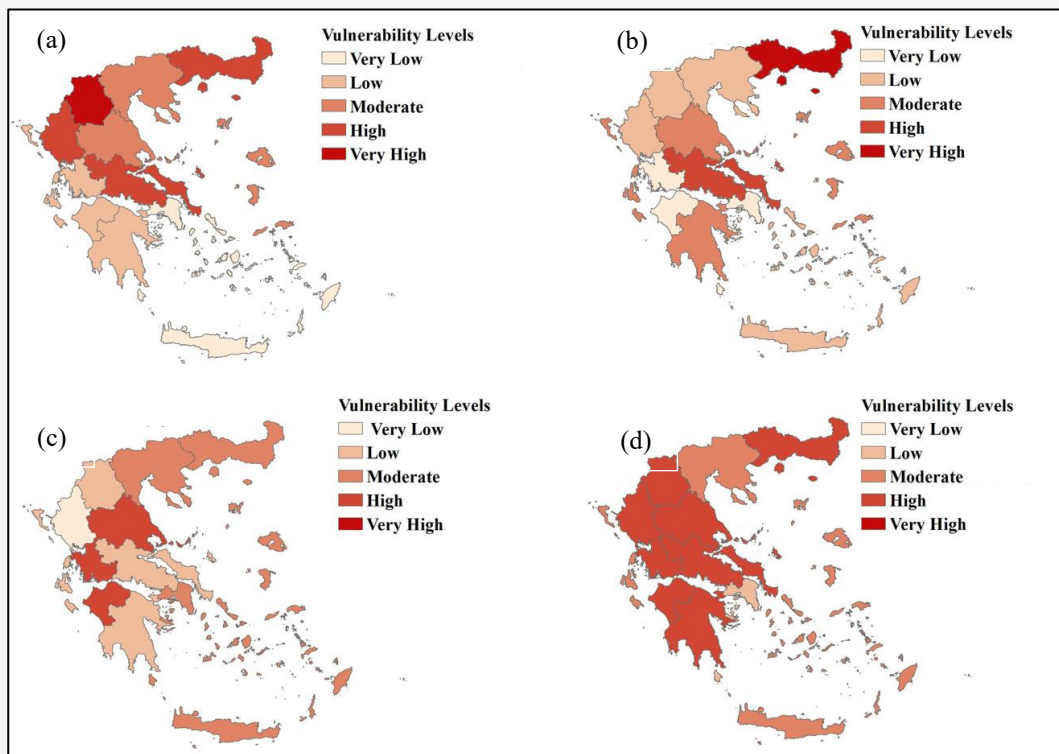 (a)
Vulnerability Levels
Very Low
Low
Moderate
High
Very High
(b)
Vulnerability Levels
Very Low
Low
Moderate
High
Very High
(c)
Vulnerability Levels
Very Low
Low
Moderate
High
Very High
(d)
Vulnerability Levels
Very Low
Low
Moderate
High
Very High